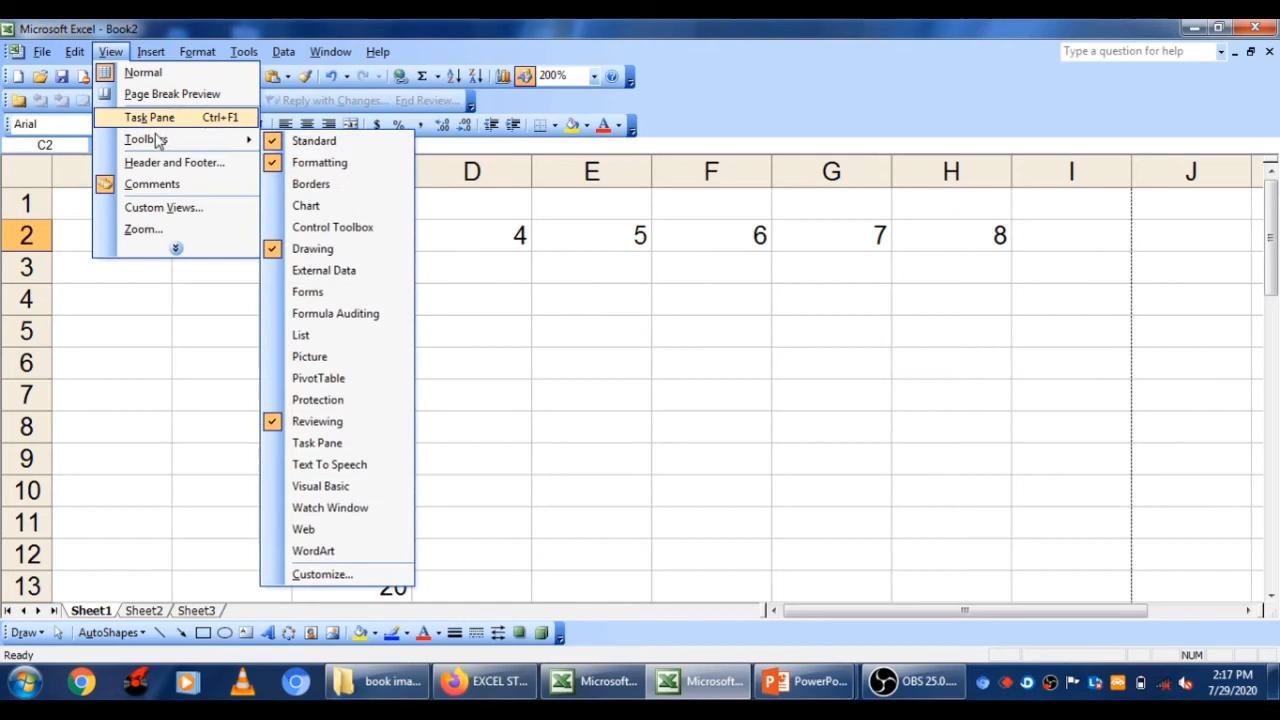 Microsoft Excel - Book2
File Edit View Insert Format Tools Data Window Help
Type a question for help
200%
Reply with Changes... End Review...
Arial
$ % ,
C2
Normal
Page Break Preview
Task Pane Ctrl+F1
Toolbars
Header and Footer...
Comments
Custom Views...
Zoom...
Standard
Formatting
Borders
Chart
Control Toolbox
Drawing
External Data
Forms
Formula Auditing
List
Picture
PivotTable
Protection
Reviewing
Task Pane
Text To Speech
Visual Basic
Watch Window
Web
WordArt
Customize...
D E F G H I J
1
2 4 5 6 7 8
3
4
5
6
7
8
9
10
11
12
13 20
Sheet1 Sheet2 Sheet3
Draw AutoShapes
Ready NUM
book ima... EXCEL ST... Microsoft... Microsoft... PowerPo... OBS 25.0....
2:17 PM
7/29/2020